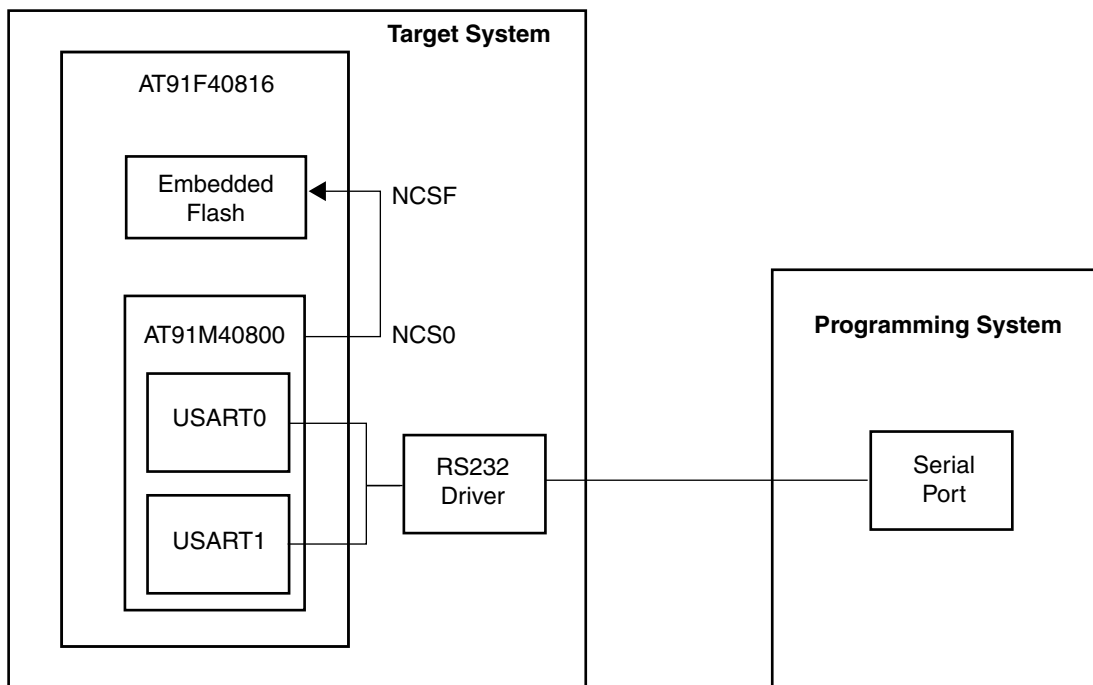 Target System
AT91F40816
Embedded
Flash
NCSF
AT91M40800
NCS0
USART0
USART1
RS232
Driver
Programming System
Serial
Port